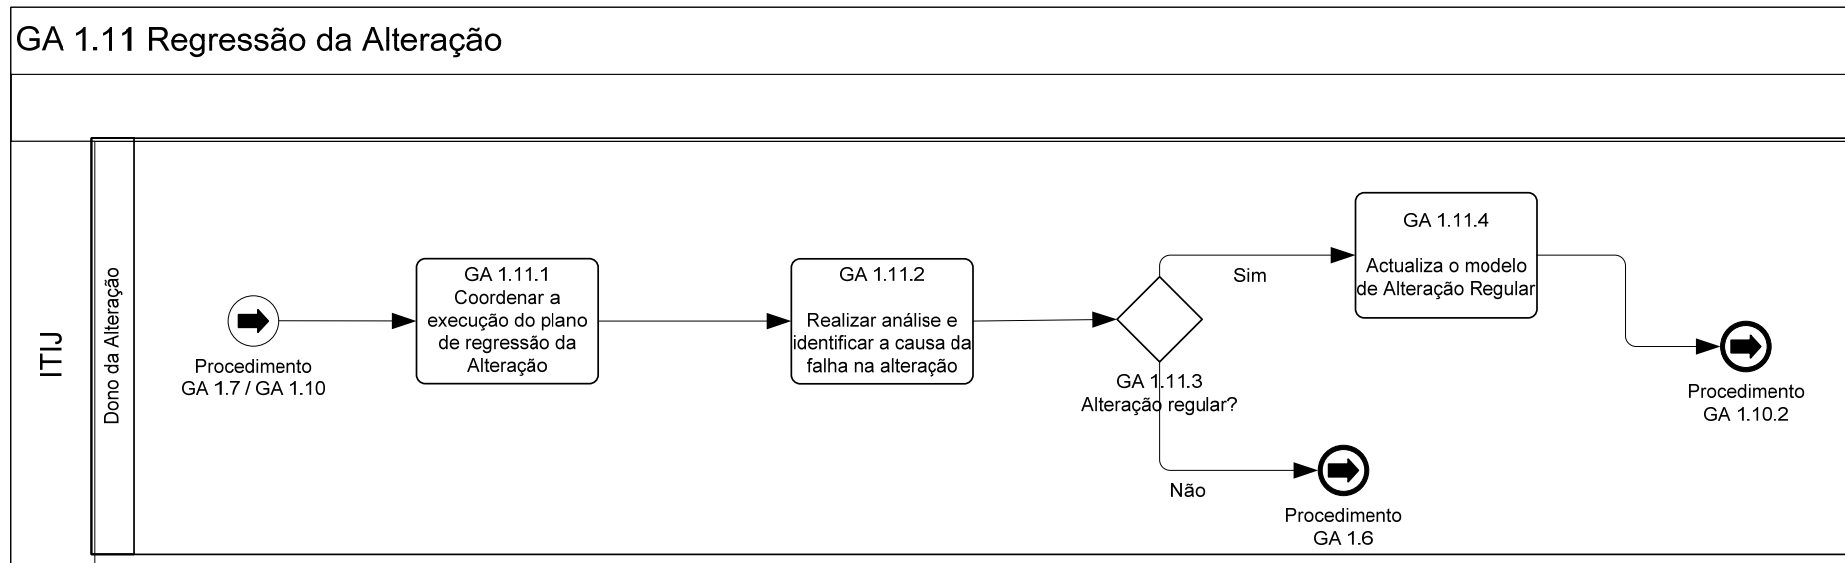 GA 1.11 Regressão da Alteração
ITIJ
Dono da Alteração
Procedimento
GA 1.7 / GA 1.10
GA 1.11.1
Coordenar a
execução do plano
de regressão da
Alteração
GA 1.11.2
Realizar análise e
identificar a causa da
falha na alteração
GA 1.11.3
Alteração regular?
Sim
GA 1.11.4
Actualiza o modelo
de Alteração Regular
Procedimento
GA 1.10.2
Não
Procedimento
GA 1.6